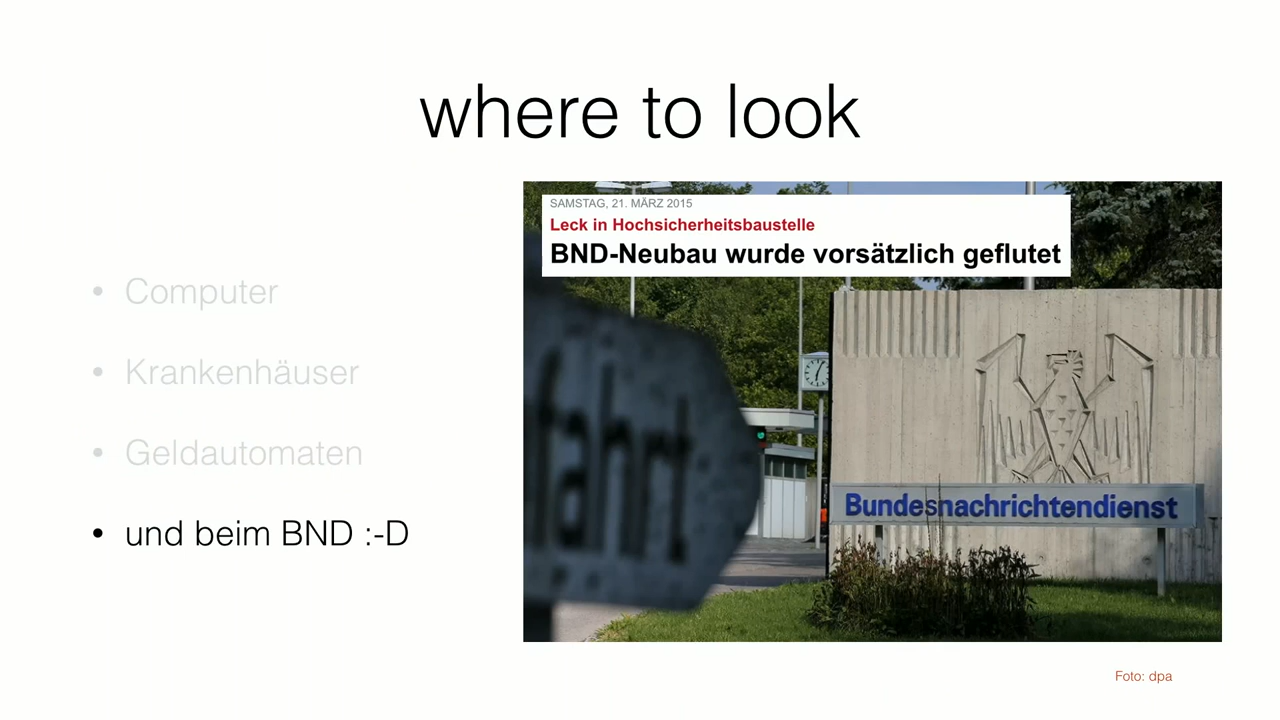 where to look
• Computer
• Krankenhäuser
• Geldautomaten
• und beim BND :-D
SAMSTAG, 21. MÄRZ 2015
Leck in Hochsicherheitsbaustelle
BND-Neubau wurde vorsätzlich geflutet
fahrt
Bundesnachrichtendienst
Foto: dpa